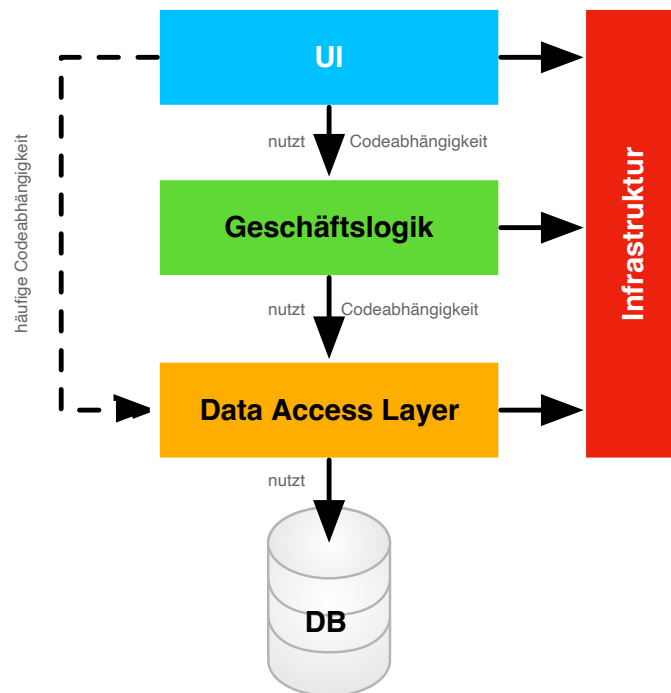 UI
nutzt
Codeabhängigkeit
häufige Codeabhängigkeit
Geschäftslogik
Infrastruktur
nutzt
Codeabhängigkeit
Data Access Layer
nutzt
DB